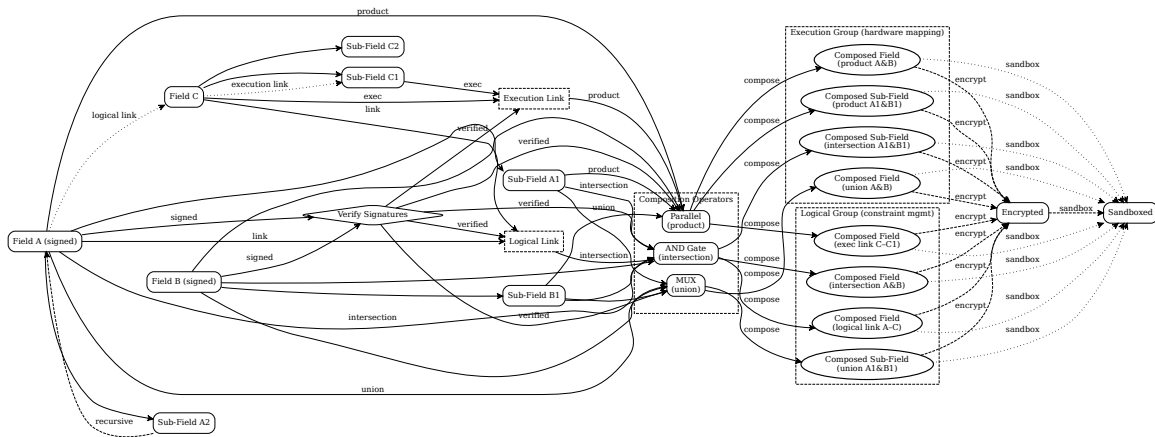 product
Execution Group (hardware mapping)
Sub-Field C2
Composed Field
(product A&B)
sandbox
Sub-Field C1
execution link
exec
compose
encrypt
Field C
exec
link
Execution Link
product
Composed Sub-Field
(product A1&B1)
sandbox
logical link
compose
encrypt
verified
verified
Composed Sub-Field
(intersection A1&B1)
sandbox
compose
encrypt
sandbox
Sub-Field A1
product
intersection
Composed Field
(union A&B)
encrypt
Composition Operators
union
compose
signed
Verify Signatures
verified
verified
Parallel
(product)
Logical Group (constraint mgmt)
encrypt
Encrypted
sandbox
Sandboxed
Field A (signed)
link
Logical Link
compose
Composed Field
(exec link C–C1)
encrypt
sandbox
signed
intersection
AND Gate
(intersection)
compose
sandbox
Field B (signed)
Sub-Field B1
MUX
(union)
compose
Composed Field
(intersection A&B)
encrypt
sandbox
compose
encrypt
intersection
verified
Composed Field
(logical link A–C)
sandbox
compose
Composed Sub-Field
(union A1&B1)
sandbox
union
recursive
Sub-Field A2